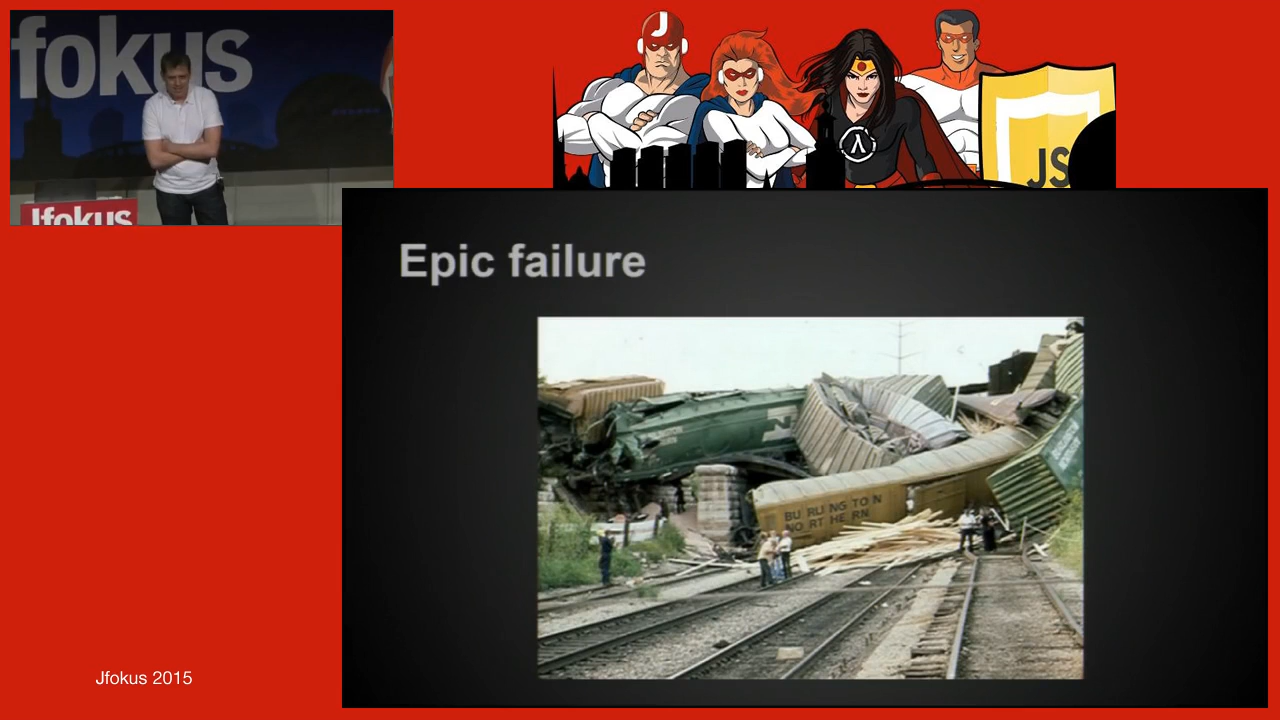 fokus
Jfokus
J
JS
Epic failure
BURLINGTON
NORTHERN
Jfokus 2015